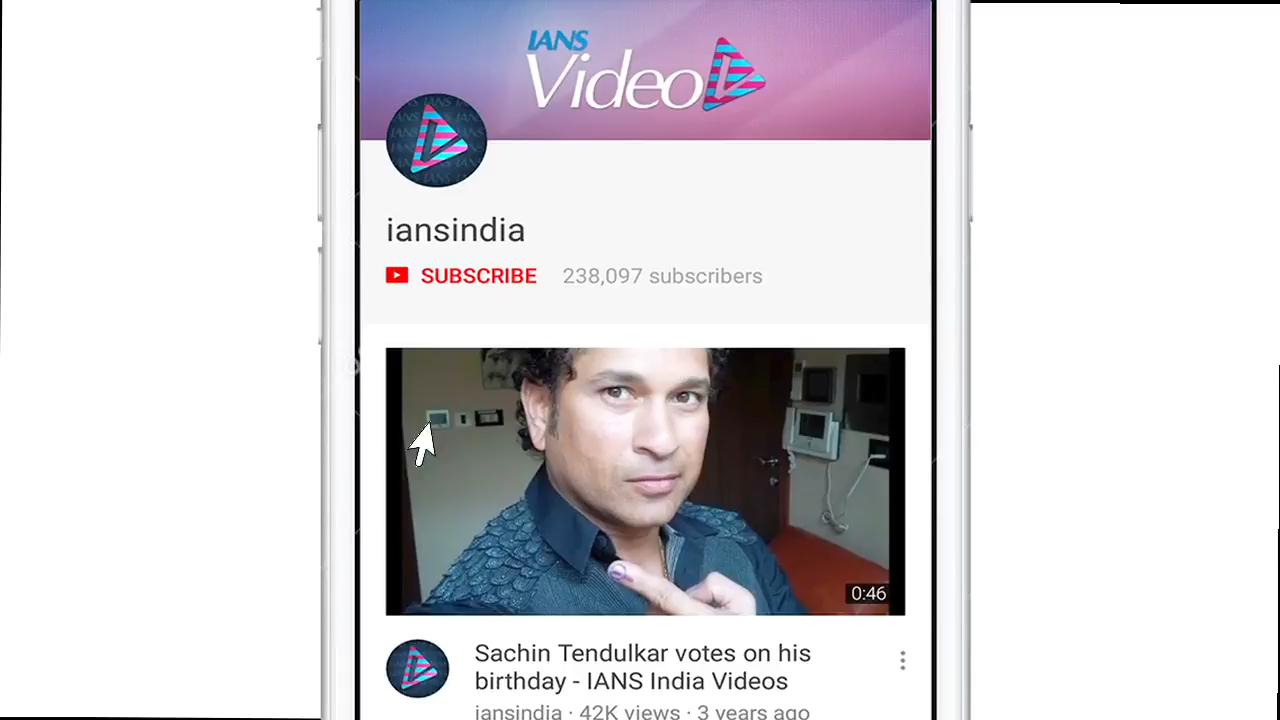 IANS
Video
iansindia
SUBSCRIBE 238,097 subscribers
0:46
Sachin Tendulkar votes on his
birthday - IANS India Videos
iansindia · 42K views · 3 years ago